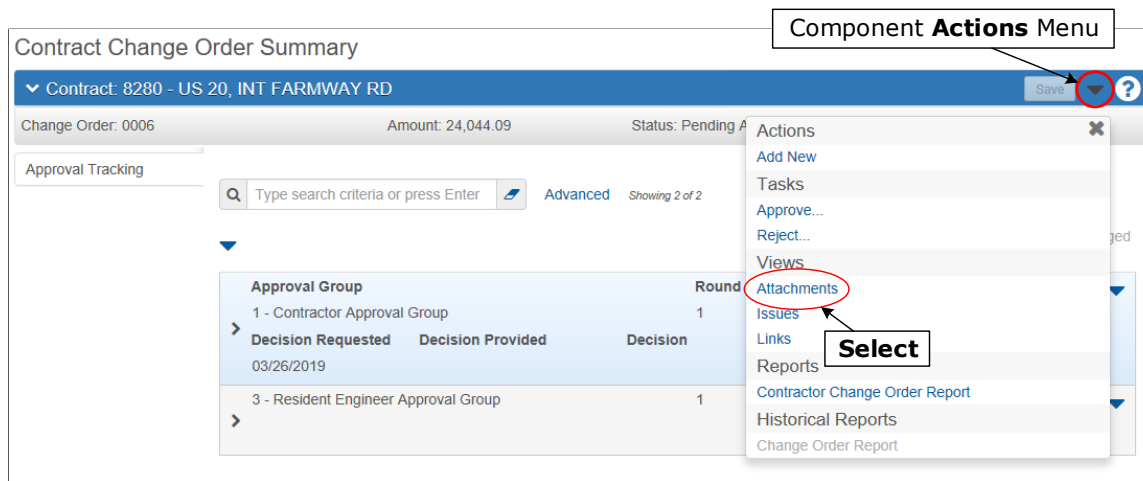 Component Actions Menu
Contract Change Order Summary
Contract: 8280 - US 20, INT FARMWAY RD
Save
?
Change Order: 0006
Amount: 24,044.09
Status: Pending A
Approval Tracking
Type search criteria or press Enter
Advanced
Showing 2 of 2
ged
Approval Group
Round
1 - Contractor Approval Group
1
Decision Requested
Decision Provided
Decision
03/26/2019
3 - Resident Engineer Approval Group
1
Actions
Add New
Tasks
Approve...
Reject...
Views
Attachments
Issues
Links
Select
Reports
Contractor Change Order Report
Historical Reports
Change Order Report